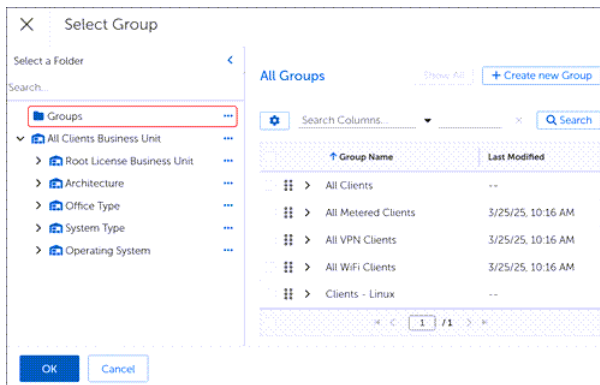 Select Group
Select a Folder
Search...
Groups
All Clients Business Unit
Root License Business Unit
Architecture
Office Type
System Type
Operating System
All Groups
Show All
+ Create new Group
Search Columns...
Search
Group Name Last Modified
All Clients --
All Metered Clients 3/25/25, 10:16 AM
All VPN Clients 3/25/25, 10:16 AM
All WiFi Clients 3/25/25, 10:16 AM
Clients - Linux --
1 / 1
OK
Cancel